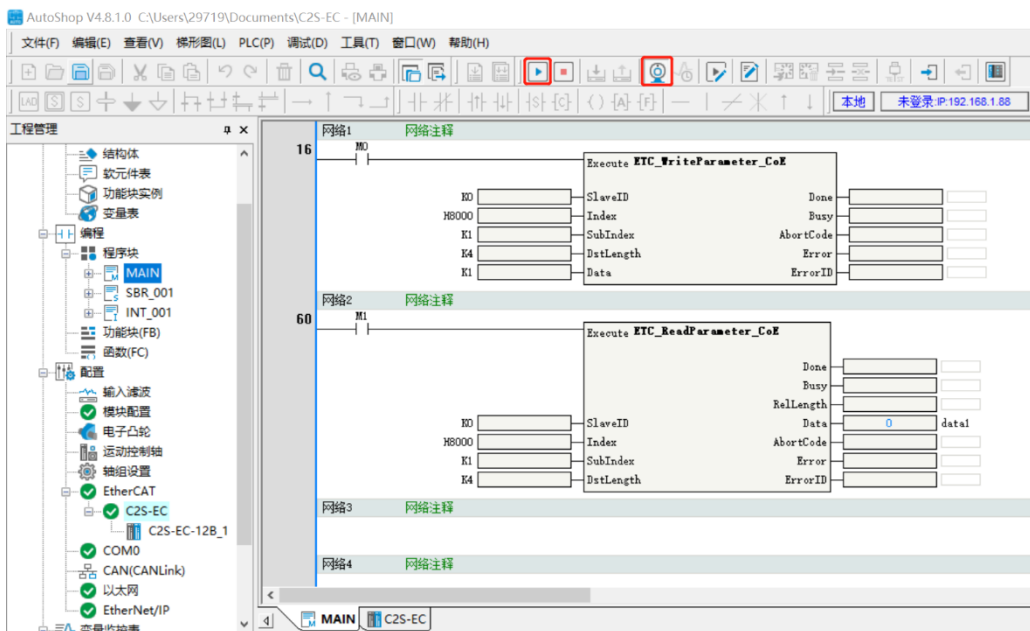 AutoShop V4.8.1.0 C:\Users\29719\Documents\C2S-EC - [MAIN]
文件(F) 编辑(E) 查看(V) 梯形图(L) PLC(P) 调试(D) 工具(T) 窗口(W) 帮助(H)
本地 未登录:IP:192.168.1.88
工程管理
结构体
软元件表
功能块实例
变量表
编程
程序块
MAIN
SBR_001
INT_001
功能块(FB)
函数(FC)
配置
输入滤波
模块配置
电子凸轮
运动控制轴
轴组设置
EtherCAT
C2S-EC
C2S-EC-12B_1
COM0
CAN(CANLink)
以太网
EtherNet/IP
变量监控表
网络1 网络注释
16 M0
Execute ETC_WriteParameter_CoE
K0 SlaveID Done
H8000 Index Busy
K1 SubIndex AbortCode
K4 DstLength Error
K1 Data ErrorID
网络2 网络注释
60 M1
Execute ETC_ReadParameter_CoE
Done
Busy
RelLength
K0 SlaveID Data 0 data1
H8000 Index AbortCode
K1 SubIndex Error
K4 DstLength ErrorID
网络3 网络注释
网络4 网络注释
MAIN C2S-EC